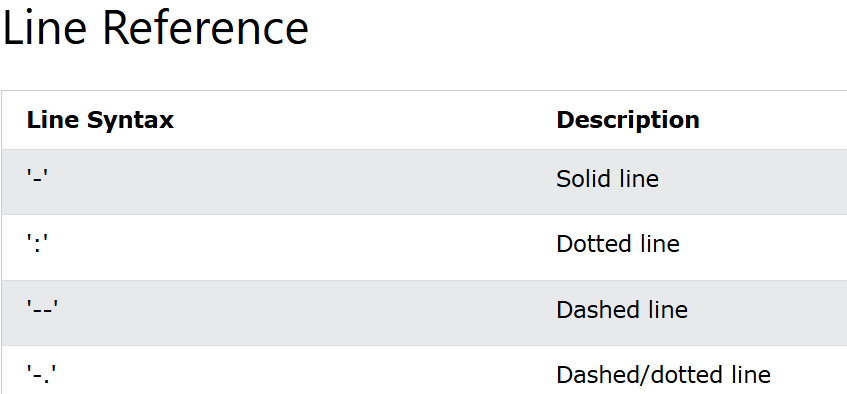 Line Reference
Line Syntax Description
'-' Solid line
':' Dotted line
'--' Dashed line
'-.' Dashed/dotted line